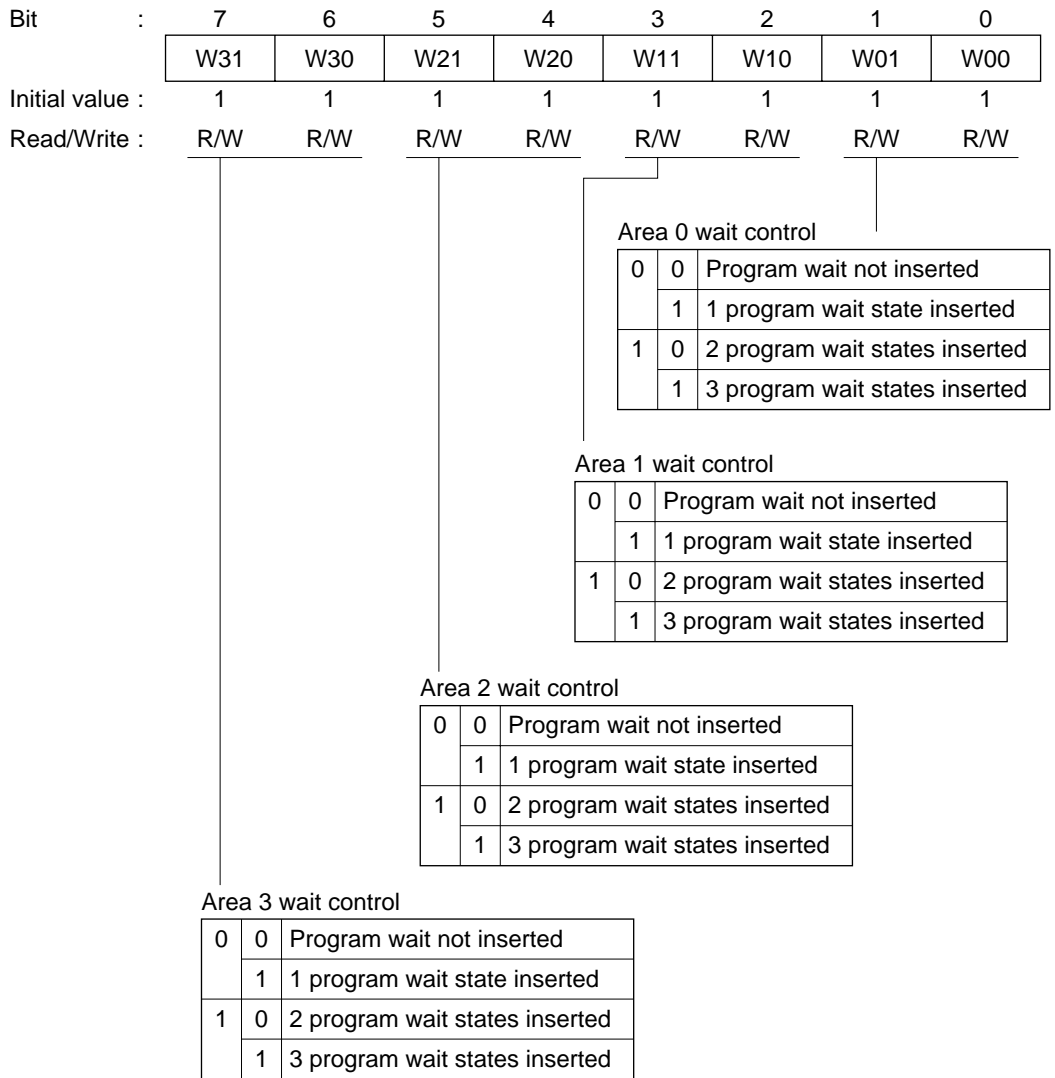 Bit : 7 6 5 4 3 2 1 0
W31 W30 W21 W20 W11 W10 W01 W00
Initial value : 1 1 1 1 1 1 1 1
Read/Write : R/W R/W R/W R/W R/W R/W R/W R/W
Area 0 wait control
0 0 Program wait not inserted
1 1 program wait state inserted
1 0 2 program wait states inserted
1 3 program wait states inserted
Area 1 wait control
0 0 Program wait not inserted
1 1 program wait state inserted
1 0 2 program wait states inserted
1 3 program wait states inserted
Area 2 wait control
0 0 Program wait not inserted
1 1 program wait state inserted
1 0 2 program wait states inserted
1 3 program wait states inserted
Area 3 wait control
0 0 Program wait not inserted
1 1 program wait state inserted
1 0 2 program wait states inserted
1 3 program wait states inserted